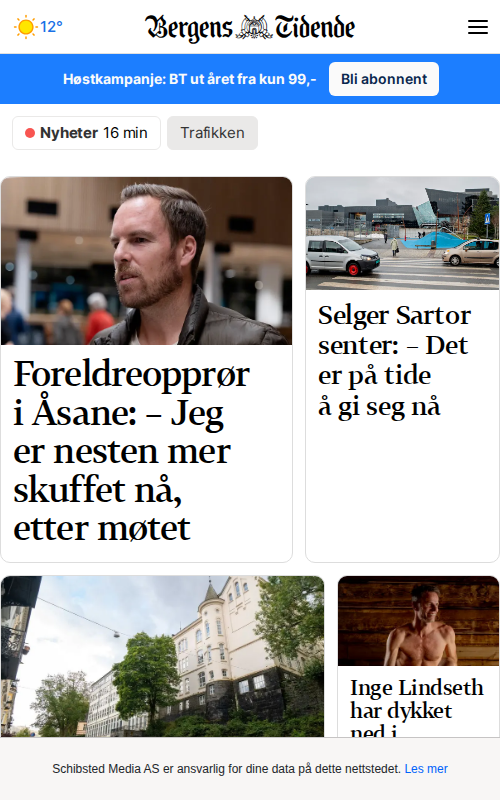 12°
Bergens Tidende
Høstkampanje: BT ut året fra kun 99,-
Bli abonnent
Nyheter 16 min
Trafikken
Foreldreopprør
i Åsane: – Jeg
er nesten mer
skuffet nå,
etter møtet
Selger Sartor
senter: – Det
er på tide
å gi seg nå
Inge Lindseth
har dykket
ned i
Schibsted Media AS er ansvarlig for dine data på dette nettstedet. Les mer